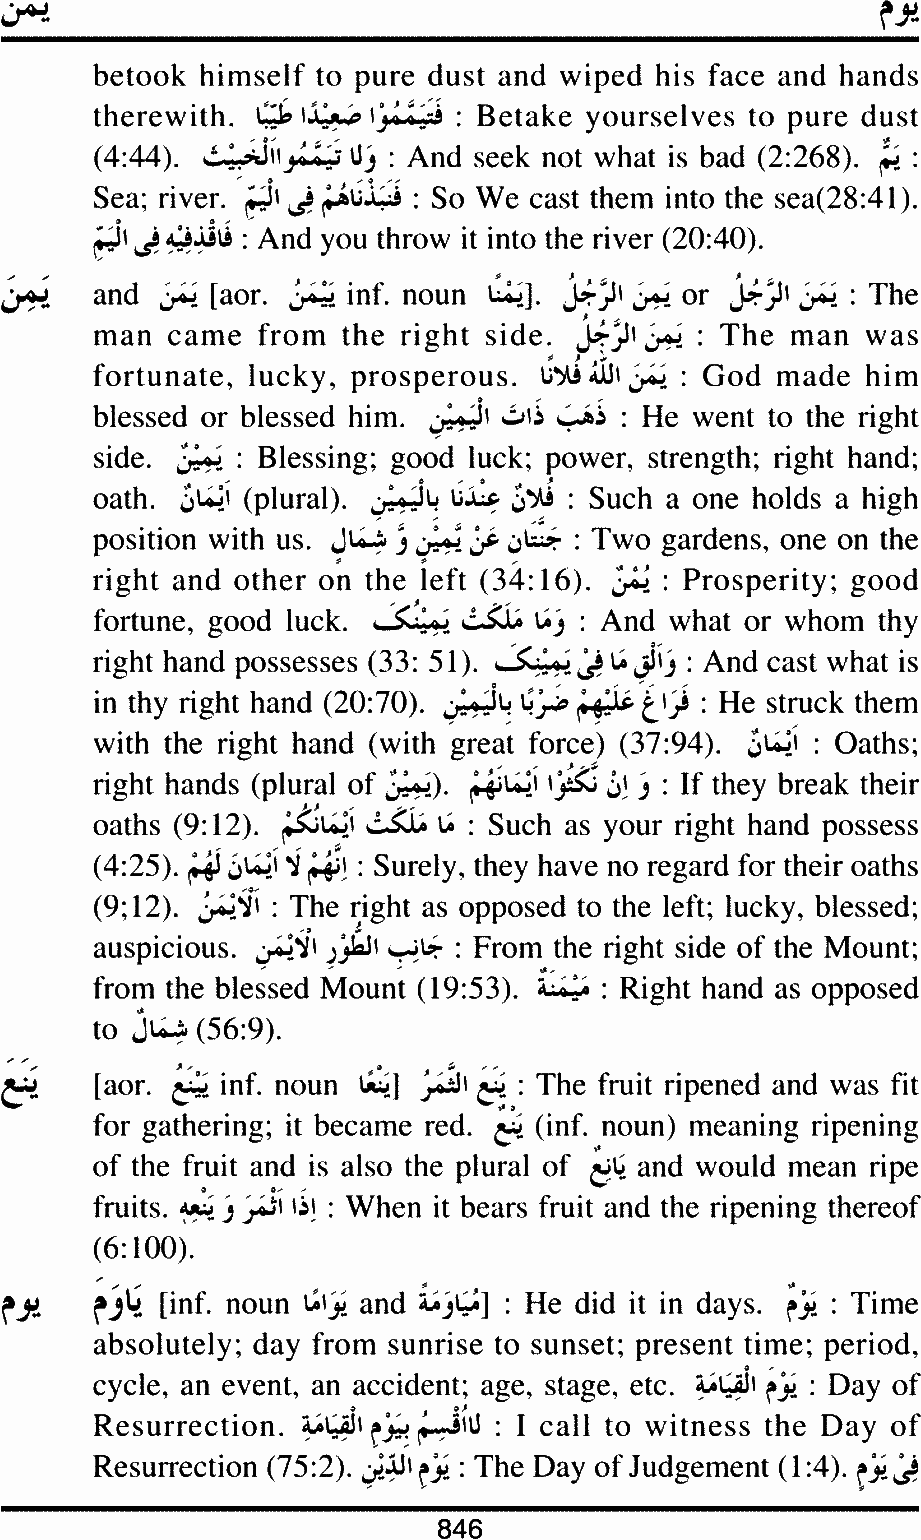 يمن يوم
betook himself to pure dust and wiped his face and hands
therewith. فَتَيَمَّمُوْا صَعِيْدًا طَيِّبًا : Betake yourselves to pure dust
(4:44). وَلَا تَيَمَّمُوا الْخَبِيْثَ : And seek not what is bad (2:268). يَمٌّ :
Sea; river. فَنَبَذْنَاهُمْ فِى الْيَمِّ : So We cast them into the sea(28:41).
فَاقْذِفِيْهِ فِى الْيَمِّ : And you throw it into the river (20:40).
يَمِنَ and يَمَنَ [aor. يَيْمَنُ inf. noun يَمْنًا]. يَمِنَ الرَّجُلُ or يَمَنَ الرَّجُلُ : The
man came from the right side. يَمِنَ الرَّجُلُ : The man was
fortunate, lucky, prosperous. يَمَنَ اللّٰهُ فُلَانًا : God made him
blessed or blessed him. ذَهَبَ ذَاتَ الْيَمِيْنِ : He went to the right
side. يَمِيْنٌ : Blessing; good luck; power, strength; right hand;
oath. اَيْمَانٌ (plural). فُلَانٌ عِنْدَنَا بِالْيَمِيْنِ : Such a one holds a high
position with us. جَنَّتَانِ عَنْ يَمِيْنٍ وَّ شِمَالٍ : Two gardens, one on the
right and other on the left (34:16). يُمْنٌ : Prosperity; good
fortune, good luck. وَمَا مَلَكَتْ يَمِيْنُكَ : And what or whom thy
right hand possesses (33: 51). وَاَلْقِ مَا فِىْ يَمِيْنِكَ : And cast what is
in thy right hand (20:70). فَرَاغَ عَلَيْهِمْ ضَرْبًا بِالْيَمِيْنِ : He struck them
with the right hand (with great force) (37:94). اَيْمَانٌ : Oaths;
right hands (plural of يَمِيْنٌ). وَ اِنْ نَّكَثُوْا اَيْمَانَهُمْ : If they break their
oaths (9:12). مَا مَلَكَتْ اَيْمَانُكُمْ : Such as your right hand possess
(4:25). اِنَّهُمْ لَا اَيْمَانَ لَهُمْ : Surely, they have no regard for their oaths
(9;12). اَلْاَيْمَنُ : The right as opposed to the left; lucky, blessed;
auspicious. جَانِبِ الطُّوْرِ الْاَيْمَنِ : From the right side of the Mount;
from the blessed Mount (19:53). مَيْمَنَةٌ : Right hand as opposed
to شِمَالٌ (56:9).
يَنَعَ [aor. يَيْنَعُ inf. noun يَنْعًا] يَنَعَ الثَّمَرُ : The fruit ripened and was fit
for gathering; it became red. يَنْعٌ (inf. noun) meaning ripening
of the fruit and is also the plural of يَانِعٌ and would mean ripe
fruits. اِذَا اَثْمَرَ وَ يَنْعِهٖ : When it bears fruit and the ripening thereof
(6:100).
يوم يَاوَمَ [inf. noun يَوَامًا and مُيَاوَمَةً] : He did it in days. يَوْمٌ : Time
absolutely; day from sunrise to sunset; present time; period,
cycle, an event, an accident; age, stage, etc. يَوْمُ الْقِيَامَةِ : Day of
Resurrection. لَااُقْسِمُ بِيَوْمِ الْقِيَامَةِ : I call to witness the Day of
Resurrection (75:2). يَوْمِ الدِّيْنِ : The Day of Judgement (1:4). فِىْ يَوْمٍ
846